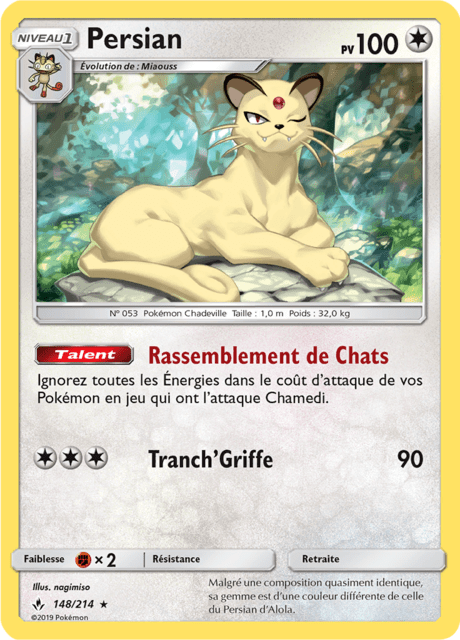 NIVEAU 1
Persian
PV 100
Évolution de : Miaouss
N° 053 Pokémon Chadeville Taille : 1,0 m Poids : 32,0 kg
Talent Rassemblement de Chats
Ignorez toutes les Énergies dans le coût d'attaque de vos
Pokémon en jeu qui ont l'attaque Chamedi.
Tranch'Griffe 90
Faiblesse ×2 Résistance Retraite
Illus. nagimiso
148/214 ★
©2019 Pokémon
Malgré une composition quasiment identique,
sa gemme est d'une couleur différente de celle
du Persian d'Alola.